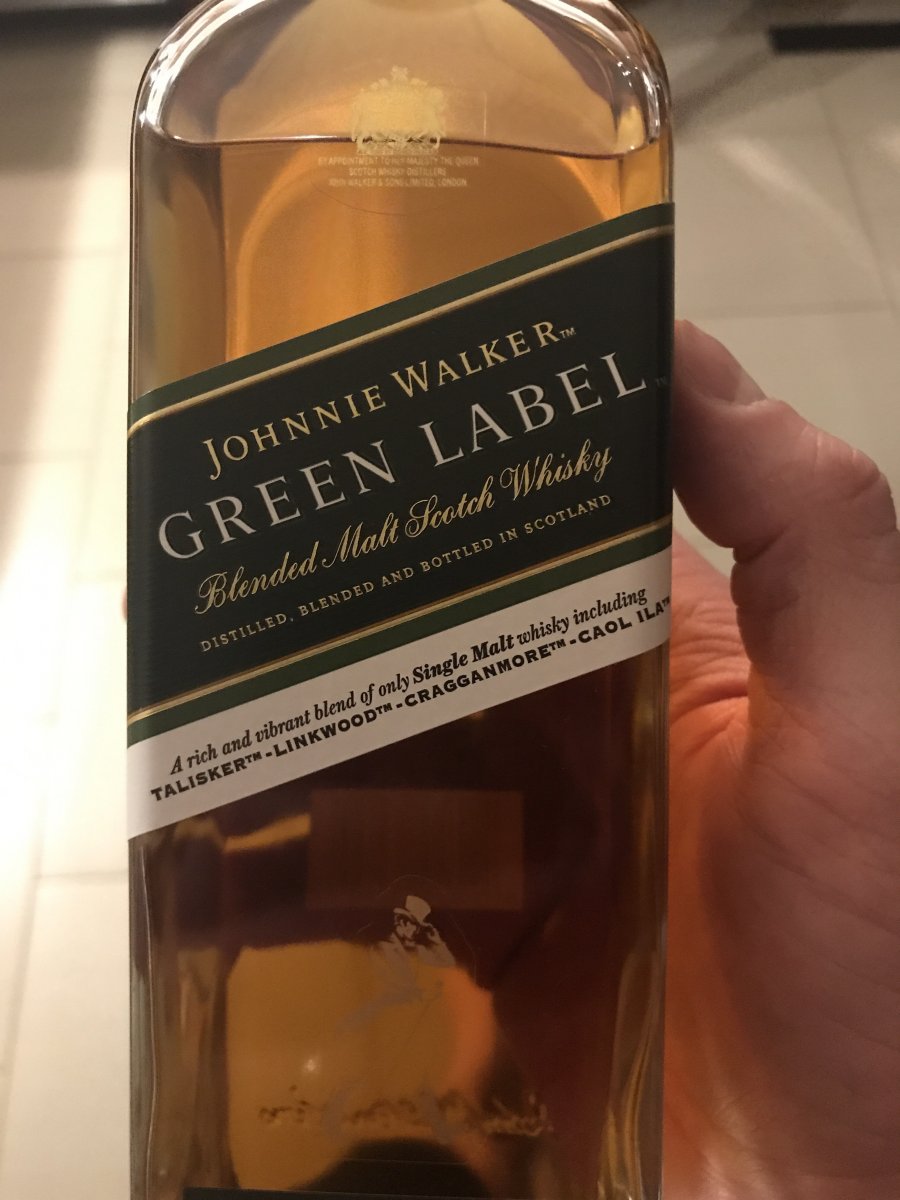 BY APPOINTMENT TO HER MAJESTY THE QUEEN
SCOTCH WHISKY DISTILLERS
JOHN WALKER & SONS LIMITED, LONDON
JOHNNIE WALKER™
GREEN LABEL™
Blended Malt Scotch Whisky
DISTILLED, BLENDED AND BOTTLED IN SCOTLAND
A rich and vibrant blend of only Single Malt whisky including
TALISKER™-LINKWOOD™-CRAGGANMORE™-CAOL ILA™